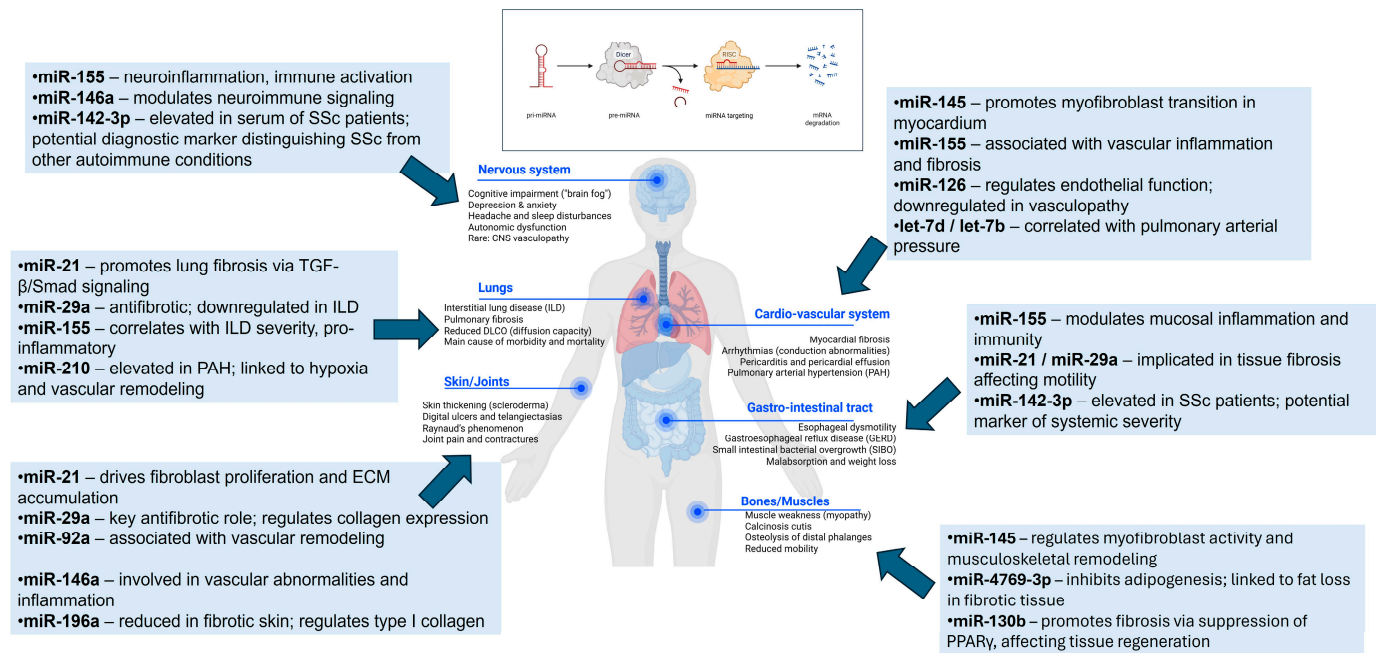 Dicer
RISC
pri-miRNA
pre-miRNA
miRNA targeting
mRNA
degradation
•miR-155 – neuroinflammation, immune activation
•miR-146a – modulates neuroimmune signaling
•miR-142-3p – elevated in serum of SSc patients;
potential diagnostic marker distinguishing SSc from
other autoimmune conditions
•miR-145 – promotes myofibroblast transition in
myocardium
•miR-155 – associated with vascular inflammation
and fibrosis
•miR-126 – regulates endothelial function;
downregulated in vasculopathy
•let-7d / let-7b – correlated with pulmonary arterial
pressure
Nervous system
Cognitive impairment ("brain fog")
Depression & anxiety
Headache and sleep disturbances
Autonomic dysfunction
Rare: CNS vasculopathy
•miR-21 – promotes lung fibrosis via TGF-
β/Smad signaling
•miR-29a – antifibrotic; downregulated in ILD
•miR-155 – correlates with ILD severity, pro-
inflammatory
•miR-210 – elevated in PAH; linked to hypoxia
and vascular remodeling
Lungs
Interstitial lung disease (ILD)
Pulmonary fibrosis
Reduced DLCO (diffusion capacity)
Main cause of morbidity and mortality
Cardio-vascular system
Myocardial fibrosis
Arrhythmias (conduction abnormalities)
Pericarditis and pericardial effusion
Pulmonary arterial hypertension (PAH)
•miR-155 – modulates mucosal inflammation and
immunity
•miR-21 / miR-29a – implicated in tissue fibrosis
affecting motility
•miR-142-3p – elevated in SSc patients; potential
marker of systemic severity
Skin/Joints
Skin thickening (scleroderma)
Digital ulcers and telangiectasias
Raynaud's phenomenon
Joint pain and contractures
Gastro-intestinal tract
Esophageal dysmotility
Gastroesophageal reflux disease (GERD)
Small intestinal bacterial overgrowth (SIBO)
Malabsorption and weight loss
•miR-21 – drives fibroblast proliferation and ECM
accumulation
•miR-29a – key antifibrotic role; regulates collagen expression
•miR-92a – associated with vascular remodeling
•miR-146a – involved in vascular abnormalities and
inflammation
•miR-196a – reduced in fibrotic skin; regulates type I collagen
Bones/Muscles
Muscle weakness (myopathy)
Calcinosis cutis
Osteolysis of distal phalanges
Reduced mobility
•miR-145 – regulates myofibroblast activity and
musculoskeletal remodeling
•miR-4769-3p – inhibits adipogenesis; linked to fat loss
in fibrotic tissue
•miR-130b – promotes fibrosis via suppression of
PPARγ, affecting tissue regeneration